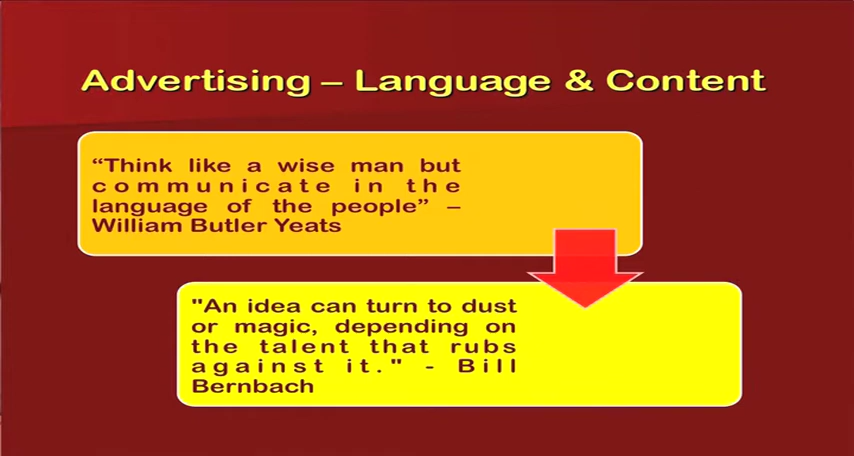 Advertising – Language & Content
“Think like a wise man but
communicate in the
language of the people” –
William Butler Yeats
"An idea can turn to dust
or magic, depending on
the talent that rubs
against it." - Bill
Bernbach